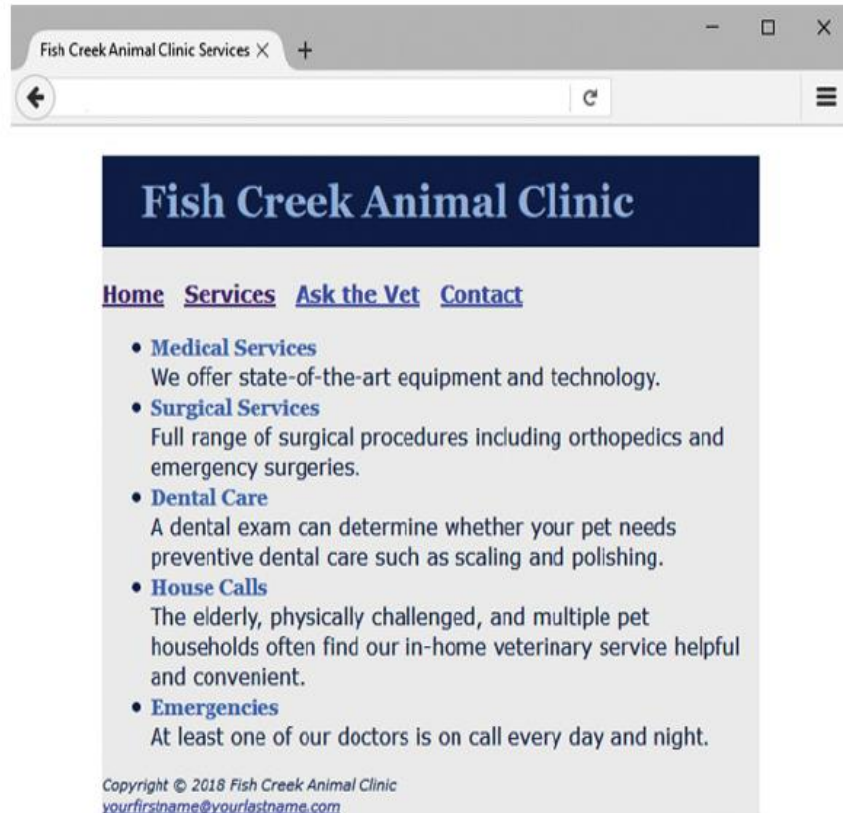 Fish Creek Animal Clinic Services
Fish Creek Animal Clinic
Home Services Ask the Vet Contact
Medical Services
We offer state-of-the-art equipment and technology.
Surgical Services
Full range of surgical procedures including orthopedics and
emergency surgeries.
Dental Care
A dental exam can determine whether your pet needs
preventive dental care such as scaling and polishing.
House Calls
The elderly, physically challenged, and multiple pet
households often find our in-home veterinary service helpful
and convenient.
Emergencies
At least one of our doctors is on call every day and night.
Copyright © 2018 Fish Creek Animal Clinic
yourfirstname@yourlastname.com